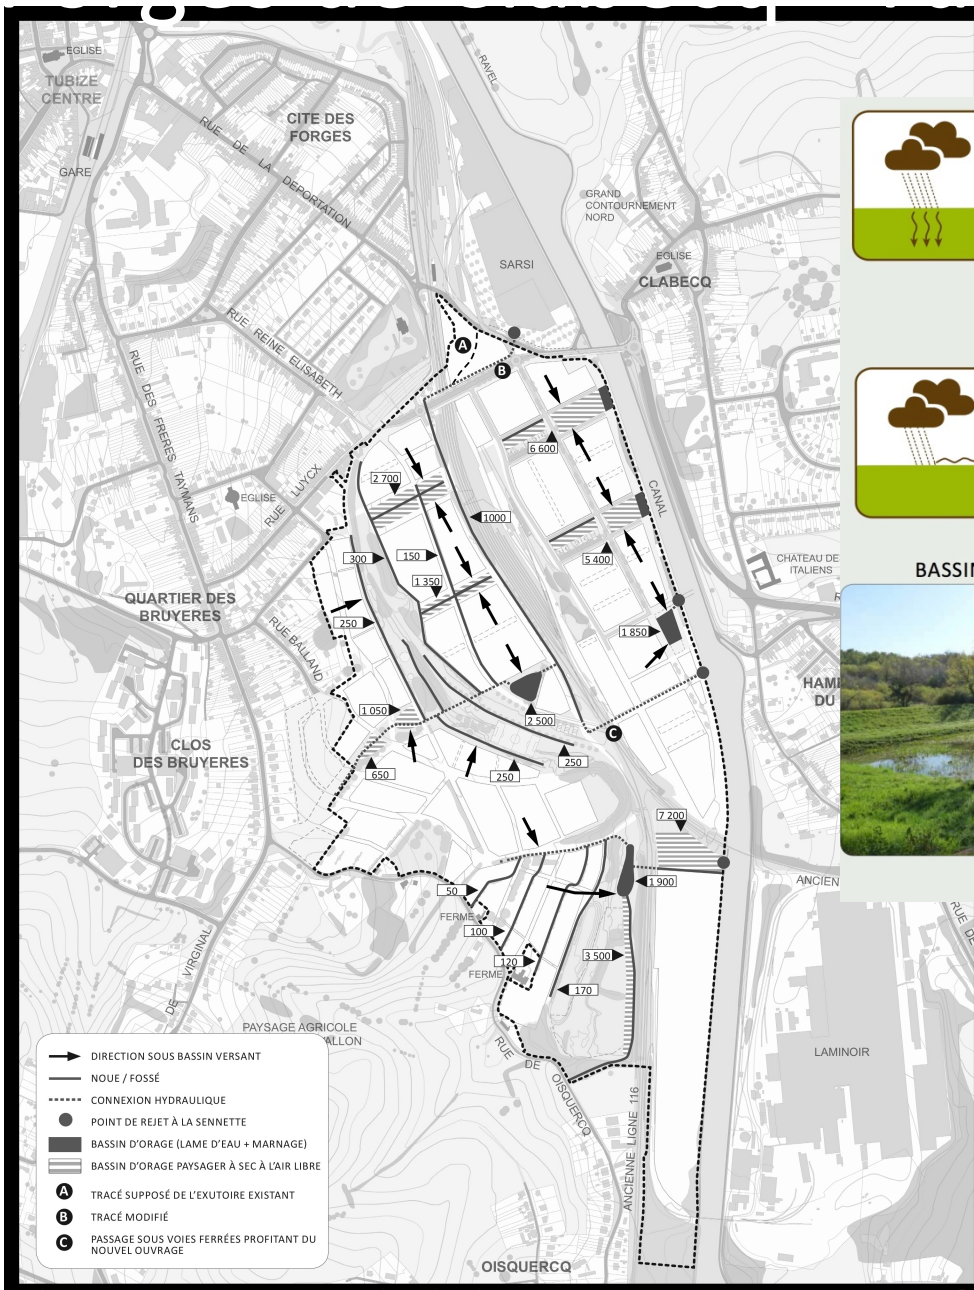 EGLISE
TUBIZE
CENTRE
GARE
CITE DES
FORGES
RUE DE LA DEPORTATION
RAVEL
GRAND
CONTOURNEMENT
NORD
SARSI
EGLISE
CLABECQ
RUE REINE ELISABETH
RUE DES FRERES TAYMANS
EGLISE
RUE LUYCX
CANAL
A
B
6 600
2 700
1000
300
150
5 400
1 350
250
1 850
CHATEAU DE
ITALIENS
QUARTIER DES
BRUYERES
RUE BALLAND
BASSIN
HAM
DU
1 050
2 500
C
CLOS
DES BRUYERES
650
250
250
7 200
1 900
ANCIEN
50
FERME
100
120
FERME
3 500
170
RUE DE
DE VIRGINAL
PAYSAGE AGRICOLE
ALLON
RUE DE OISQUERCQ
ANCIENNE LIGNE 116
LAMINOIR
DIRECTION SOUS BASSIN VERSANT
NOUE / FOSSÉ
CONNEXION HYDRAULIQUE
POINT DE REJET À LA SENNETTE
BASSIN D'ORAGE (LAME D'EAU + MARNAGE)
BASSIN D'ORAGE PAYSAGER À SEC À L'AIR LIBRE
A TRACÉ SUPPOSÉ DE L'EXUTOIRE EXISTANT
B TRACÉ MODIFIÉ
C PASSAGE SOUS VOIES FERRÉES PROFITANT DU
NOUVEL OUVRAGE
OISQUERCQ